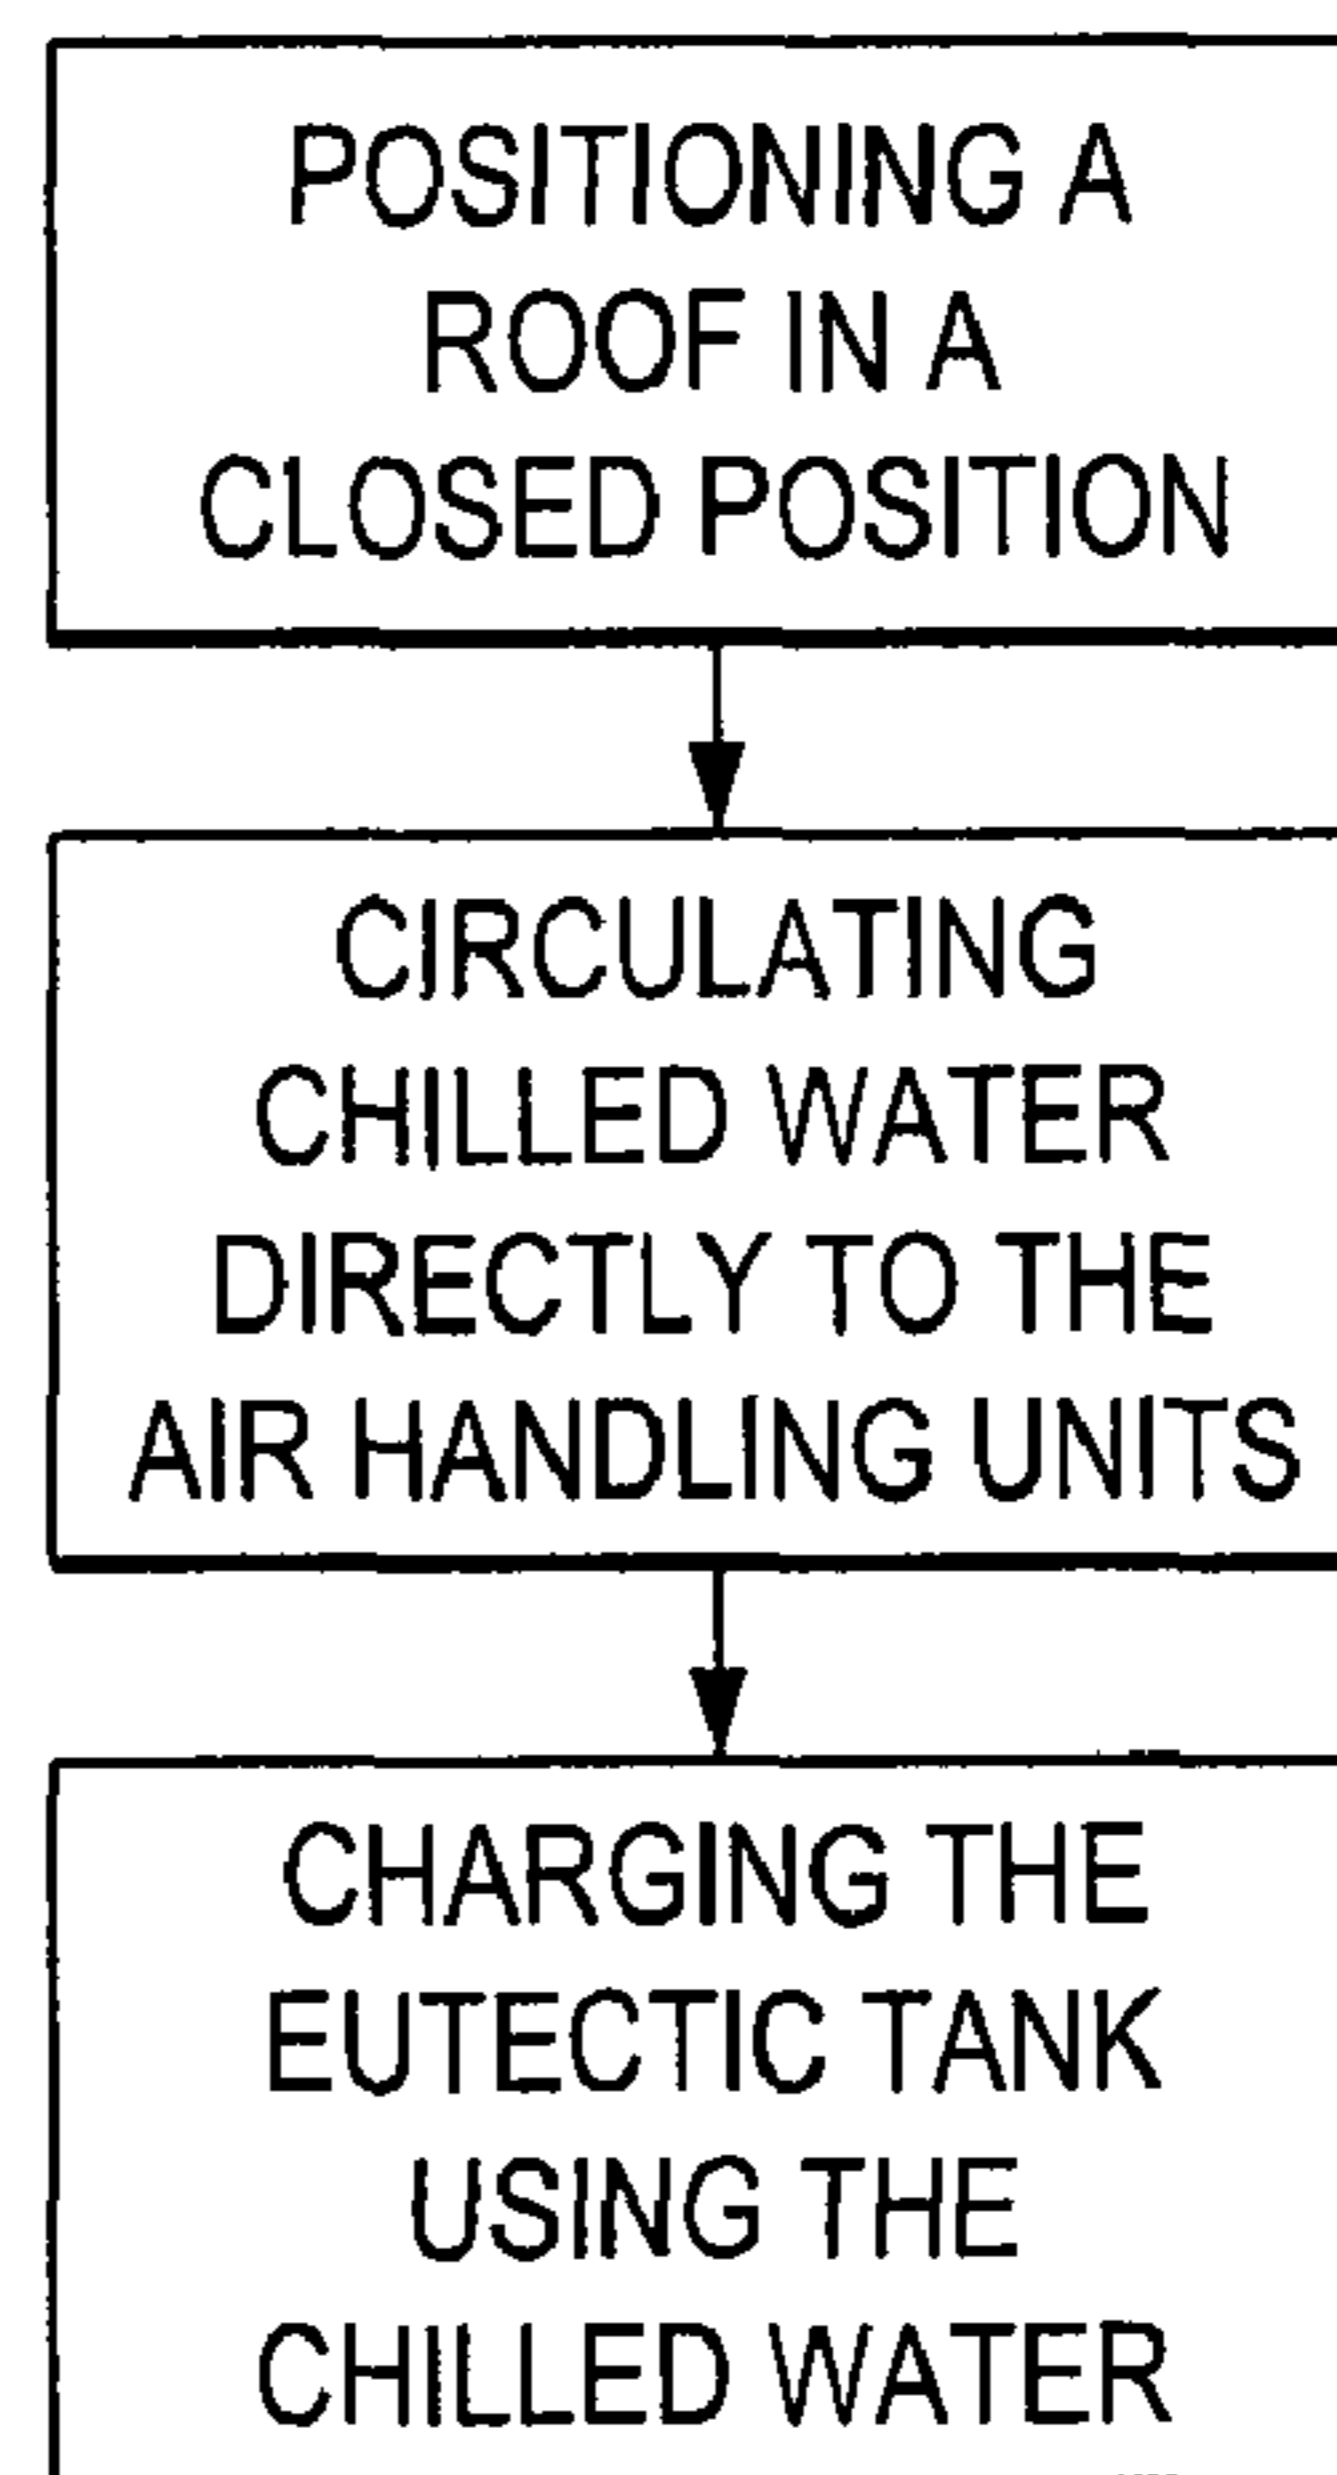 POSITIONING A
ROOF IN A
CLOSED POSITION
CIRCULATING
CHILLED WATER
DIRECTLY TO THE
AIR HANDLING UNITS
CHARGING THE
EUTECTIC TANK
USING THE
CHILLED WATER